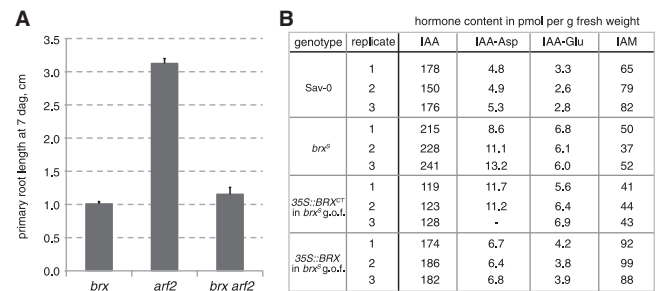 A
primary root length at 7 dag, cm
3.5
3.0
2.5
2.0
1.5
1.0
0.5
0.0
brx
arf2
brx arf2
B
hormone content in pmol per g fresh weight
genotype replicate IAA IAA-Asp IAA-Glu IAM
Sav-0
1 178 4.8 3.3 65
2 150 4.9 2.6 79
3 176 5.3 2.8 82
brxˢ
1 215 8.6 6.8 50
2 228 11.1 6.1 37
3 241 13.2 6.0 52
35S::BRXᶜᵀ
in brxˢ g.o.f.
1 119 11.7 5.6 41
2 123 11.2 6.4 44
3 128 - 6.9 43
35S::BRX
in brxˢ g.o.f.
1 174 6.7 4.2 92
2 186 6.4 3.8 99
3 182 6.8 3.9 88